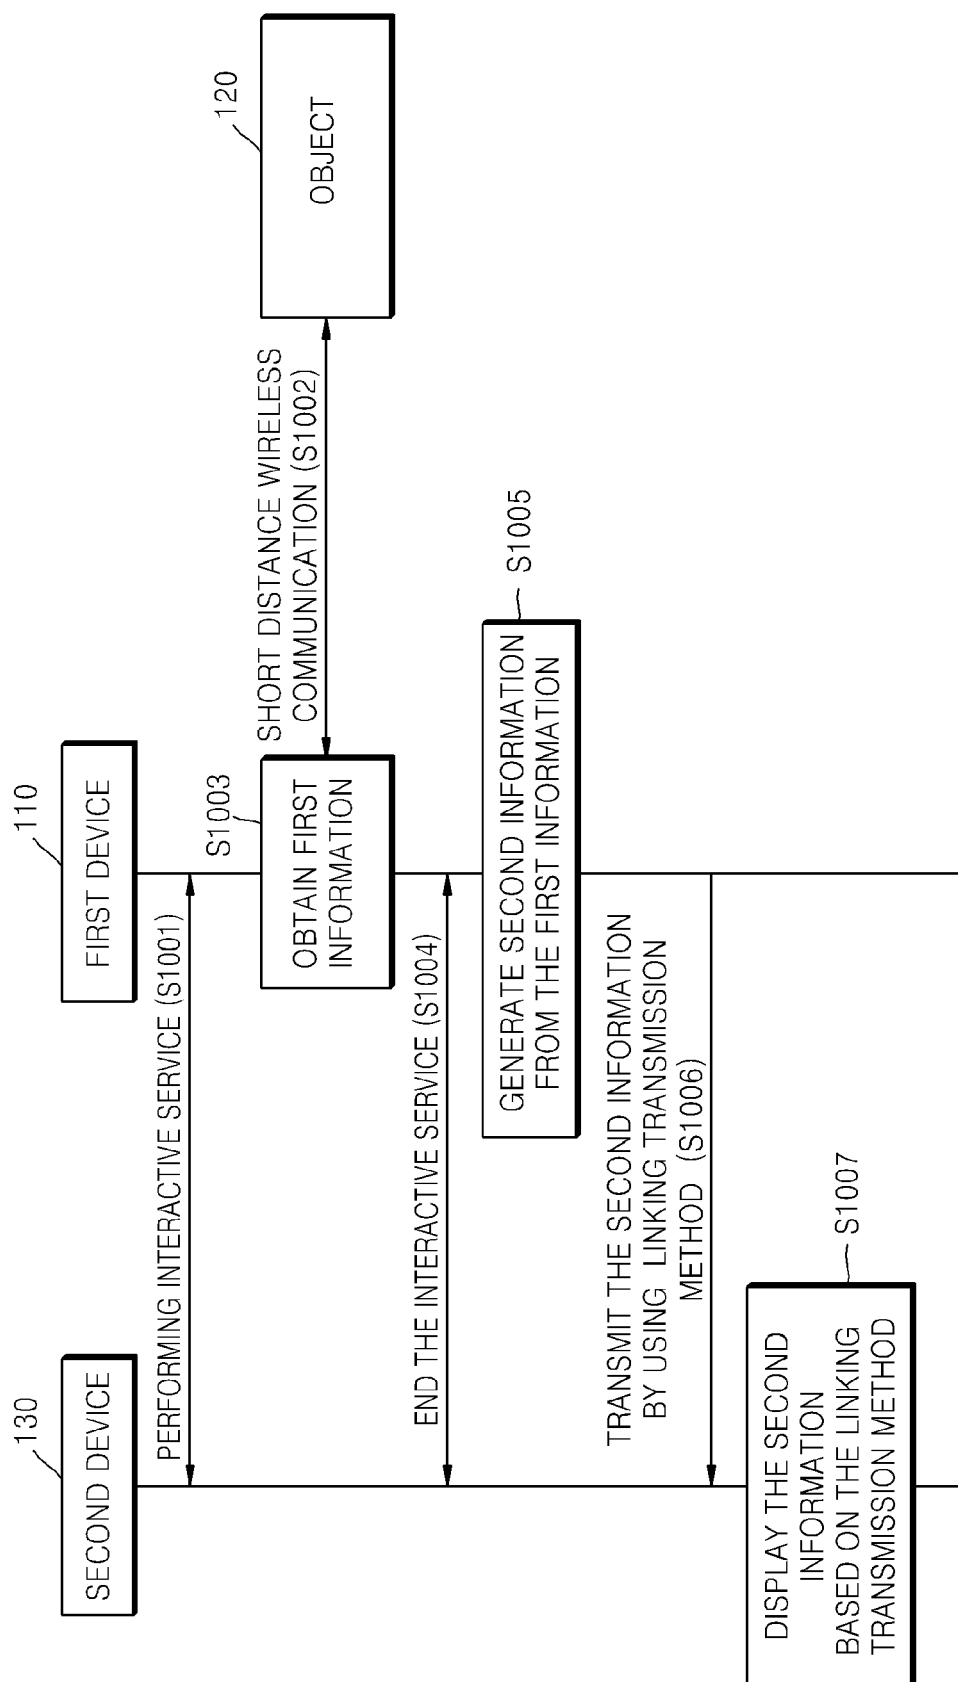 130
SECOND DEVICE
110
FIRST DEVICE
120
OBJECT
PERFORMING INTERACTIVE SERVICE (S1001)
SHORT DISTANCE WIRELESS
COMMUNICATION (S1002)
S1003
OBTAIN FIRST
INFORMATION
END THE INTERACTIVE SERVICE (S1004)
GENERATE SECOND INFORMATION
FROM THE FIRST INFORMATION
S1005
TRANSMIT THE SECOND INFORMATION
BY USING LINKING TRANSMISSION
METHOD (S1006)
DISPLAY THE SECOND
INFORMATION
BASED ON THE LINKING
TRANSMISSION METHOD
S1007